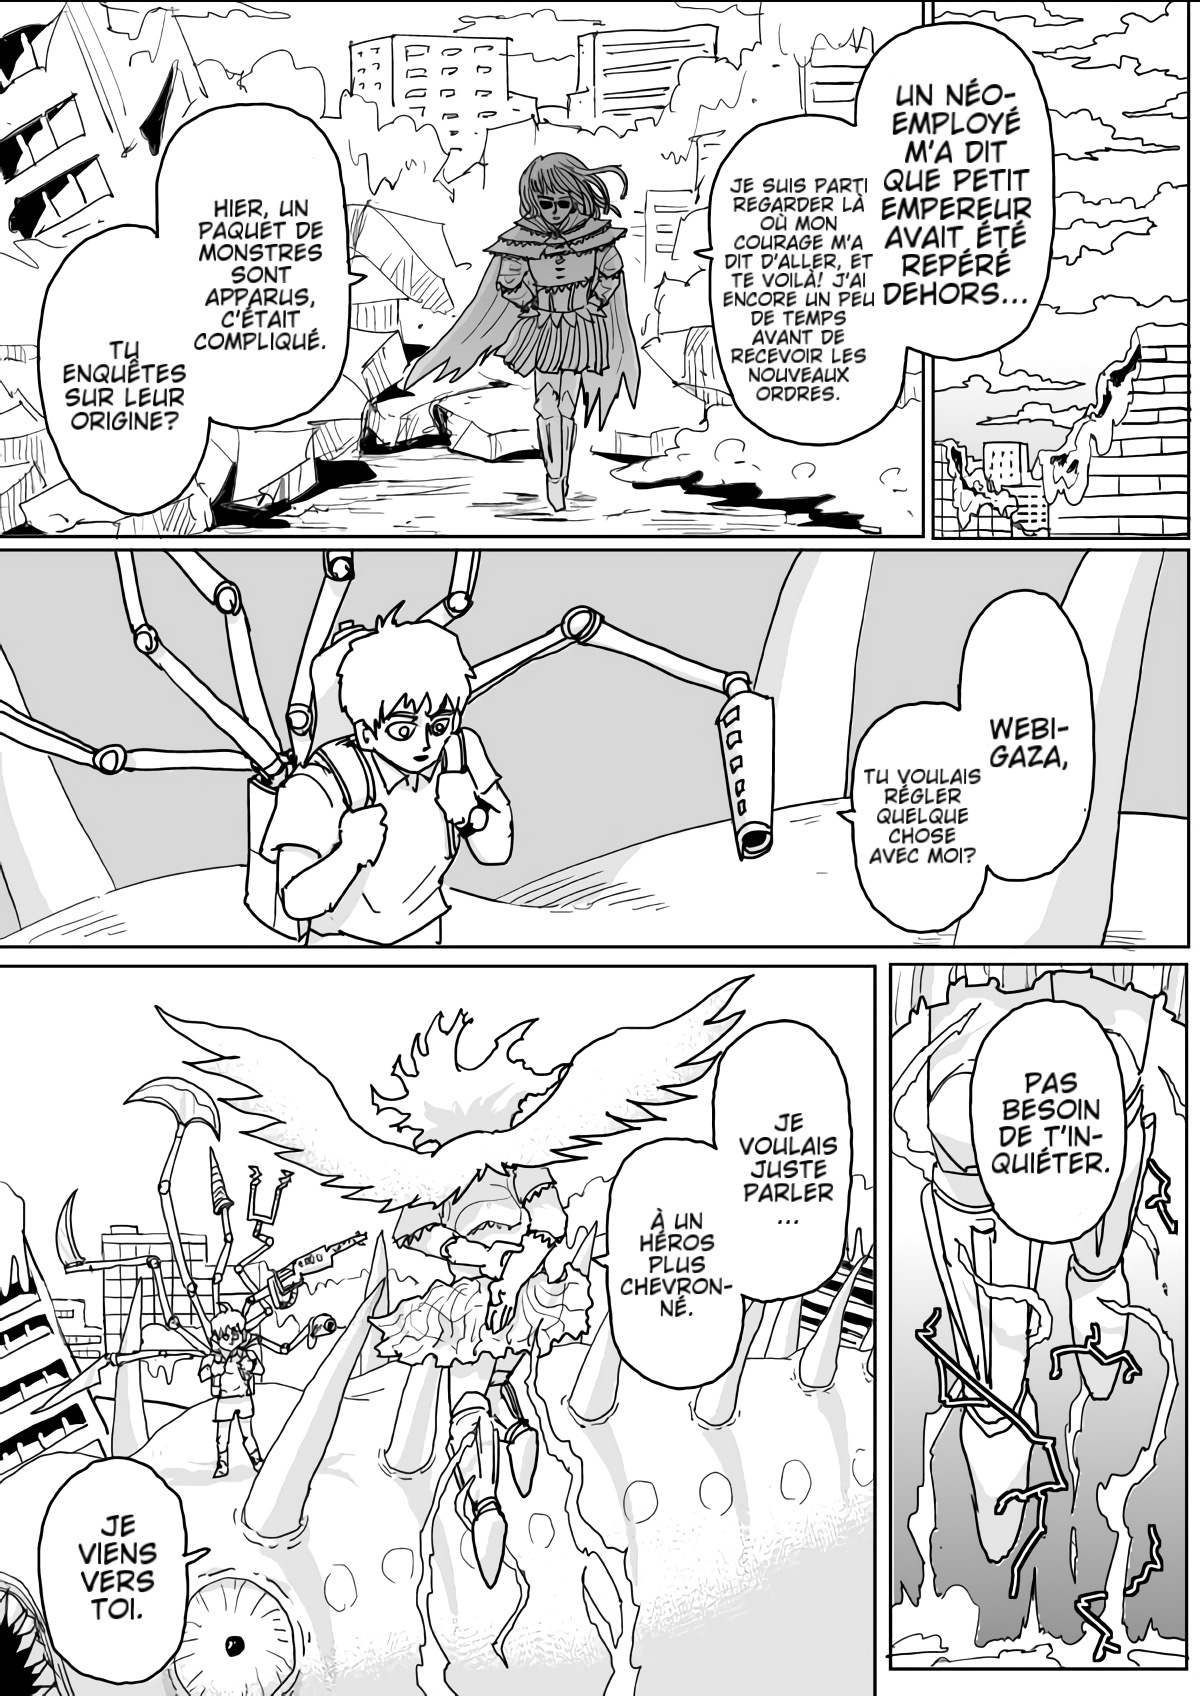 UN NÉO-
EMPLOYÉ
M'A DIT
QUE PETIT
EMPEREUR
AVAIT ÉTÉ
REPÉRÉ
DEHORS...
JE SUIS PARTI
REGARDER LÀ
OÙ MON
COURAGE M'A
DIT D'ALLER, ET
TE VOILÀ! J'AI
ENCORE UN PEU
DE TEMPS
AVANT DE
RECEVOIR LES
NOUVEAUX
ORDRES.
HIER, UN
PAQUET DE
MONSTRES
SONT
APPARUS,
C'ÉTAIT
COMPLIQUÉ.
TU
ENQUÊTES
SUR LEUR
ORIGINE?
WEBI-
GAZA,
TU VOULAIS
RÉGLER
QUELQUE
CHOSE
AVEC MOI?
PAS
BESOIN
DE T'IN-
QUIÉTER.
JE
VOULAIS
JUSTE
PARLER
...
À UN
HÉROS
PLUS
CHEVRON-
NÉ.
JE
VIENS
VERS
TOI.